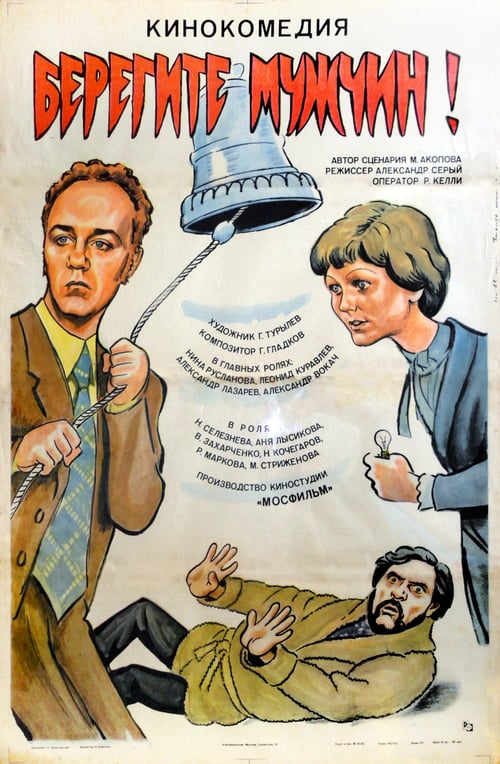 КИНОКОМЕДИЯ
БЕРЕГИТЕ МУЖЧИН!
АВТОР СЦЕНАРИЯ М. АКОПОВА
РЕЖИССЕР АЛЕКСАНДР СЕРЫЙ
ОПЕРАТОР Р. КЕЛЛИ
ХУДОЖНИК Г. ТУРЫЛЕВ
КОМПОЗИТОР Г. ГЛАДКОВ
В ГЛАВНЫХ РОЛЯХ:
НИНА РУСЛАНОВА, ЛЕОНИД КУРАВЛЕВ,
АЛЕКСАНДР ЛАЗАРЕВ, АЛЕКСАНДР ВОКАЧ
В РОЛЯ
Н. СЕЛЕЗНЕВА, АНЯ ЛЫСИКОВА,
В. ЗАХАРЧЕНКО, Н. КОЧЕГАРОВ,
Р. МАРКОВА, М. СТРИЖЕНОВА
ПРОИЗВОДСТВО КИНОСТУДИИ
«МОСФИЛЬМ»